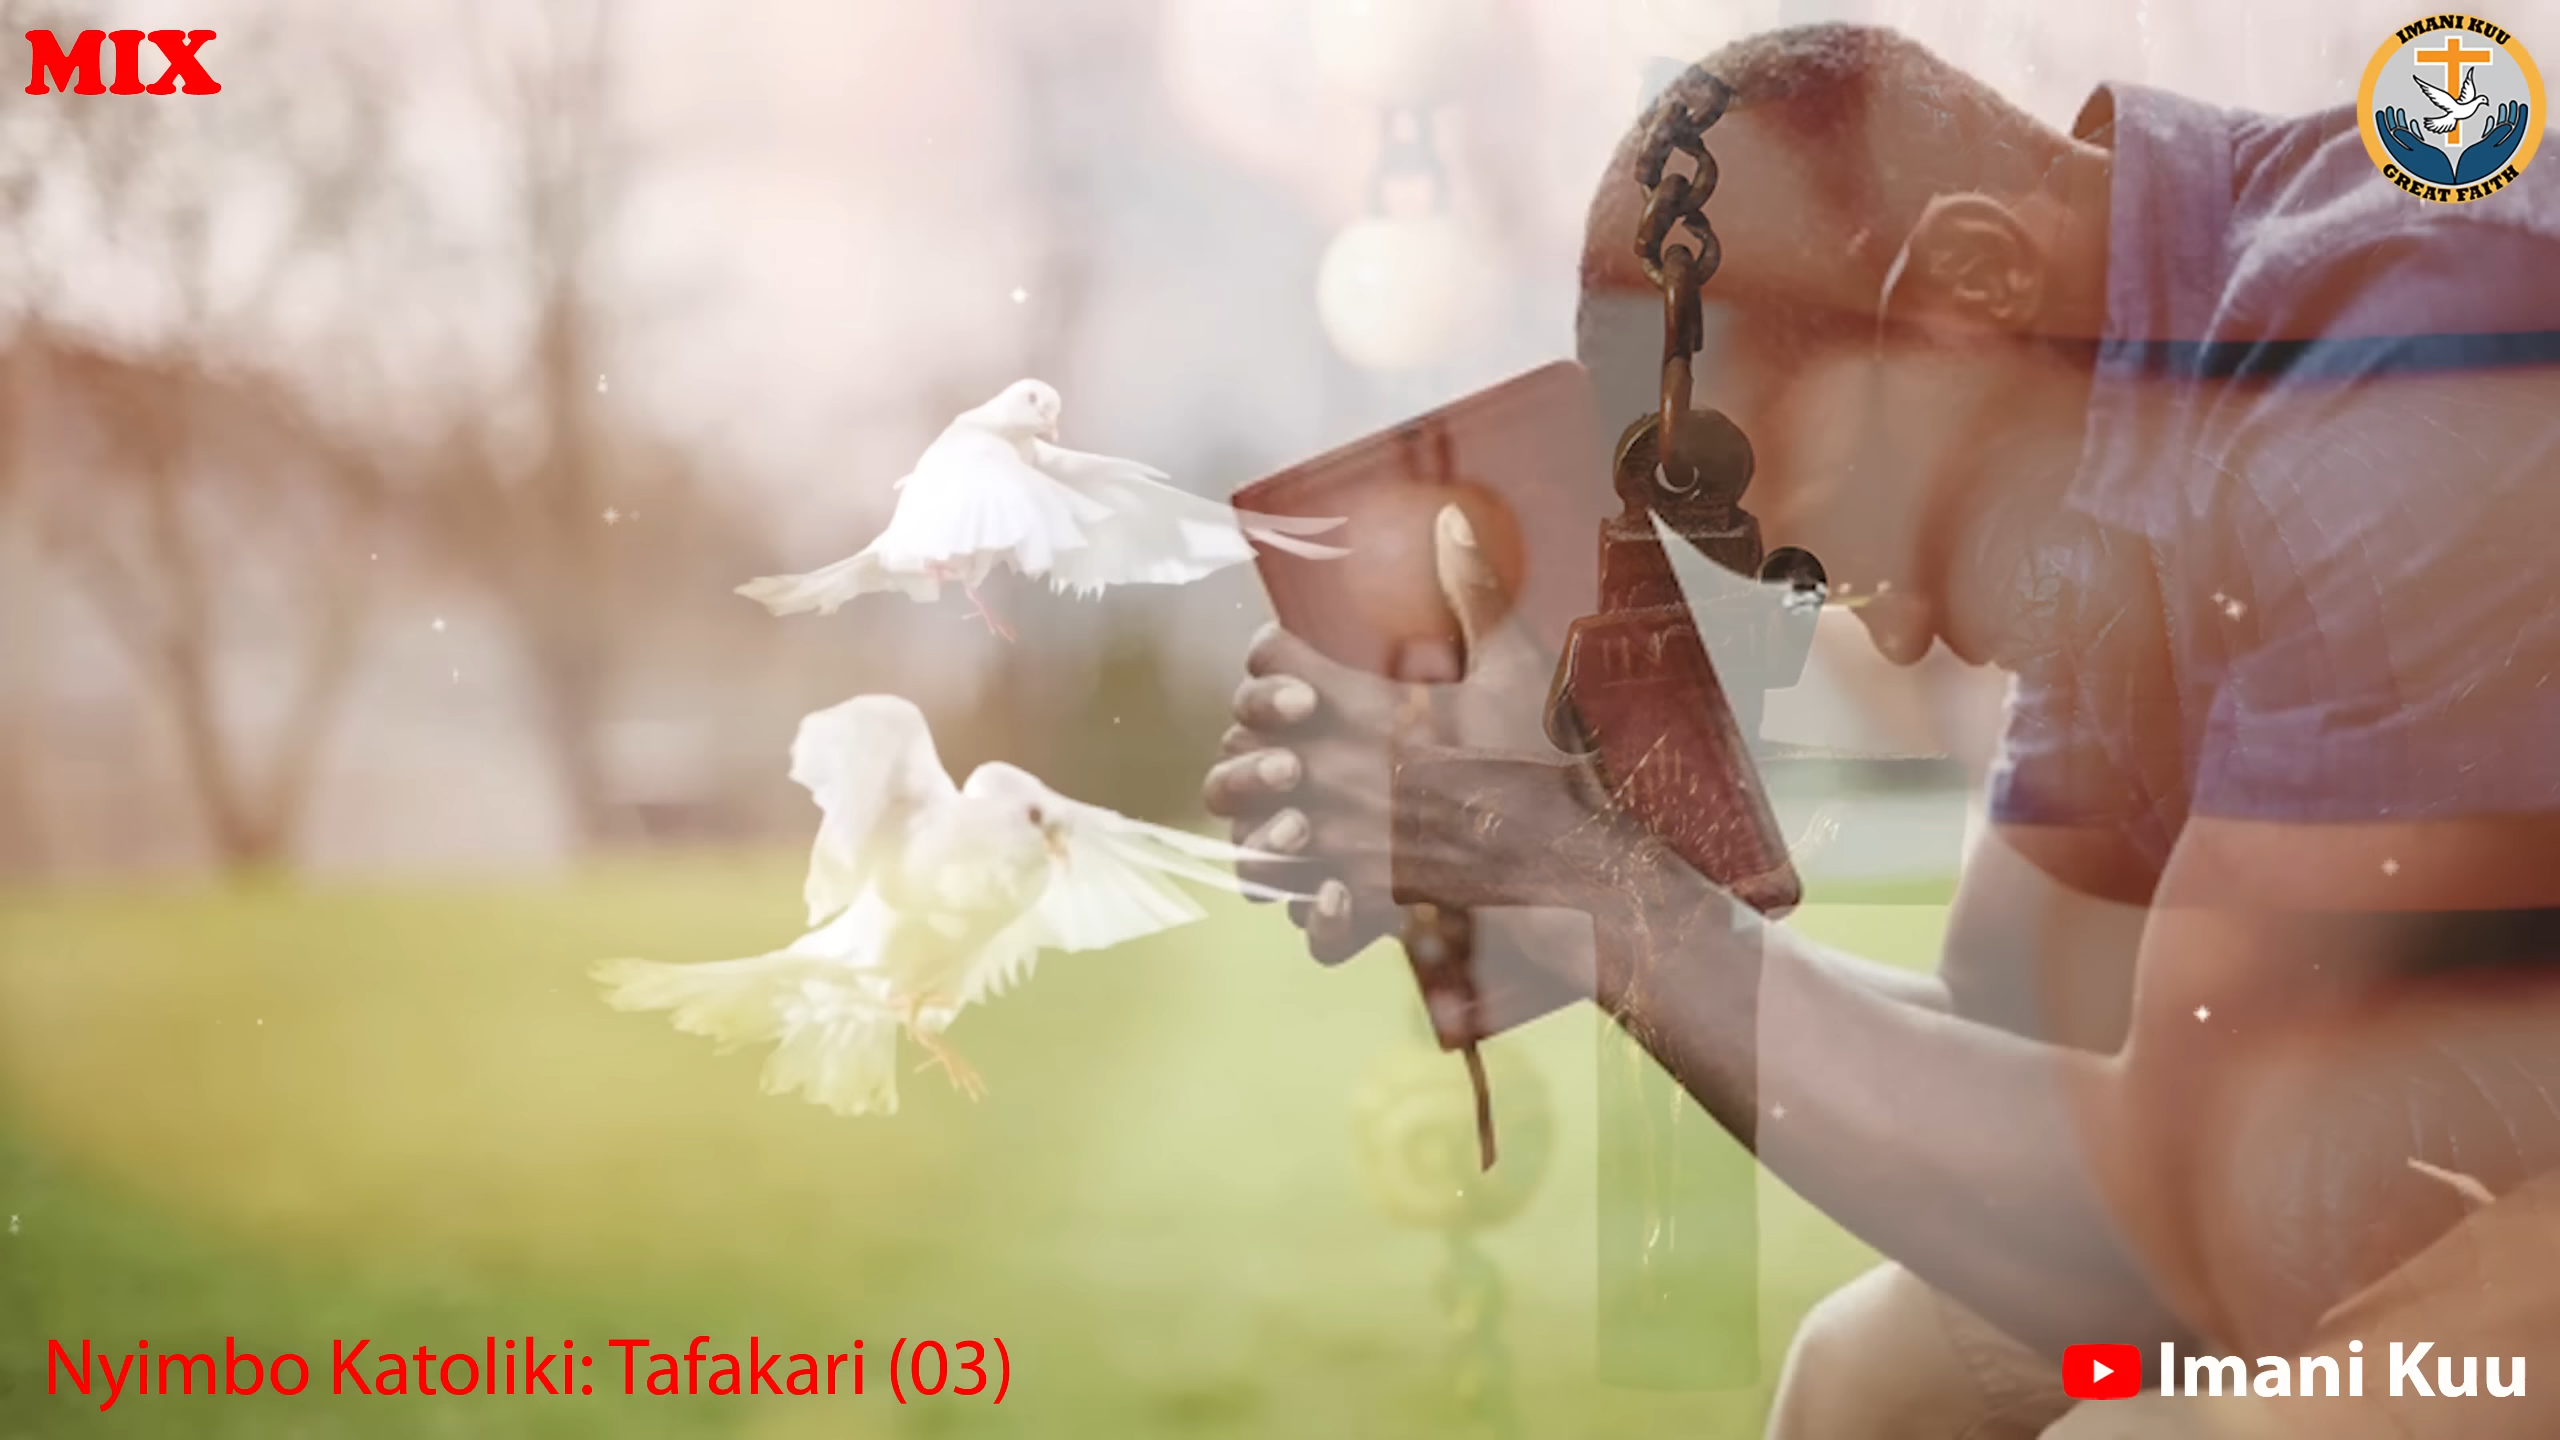 MIX
IMANI KUU
GREAT FAITH
Nyimbo Katoliki: Tafakari (03)
Imani Kuu